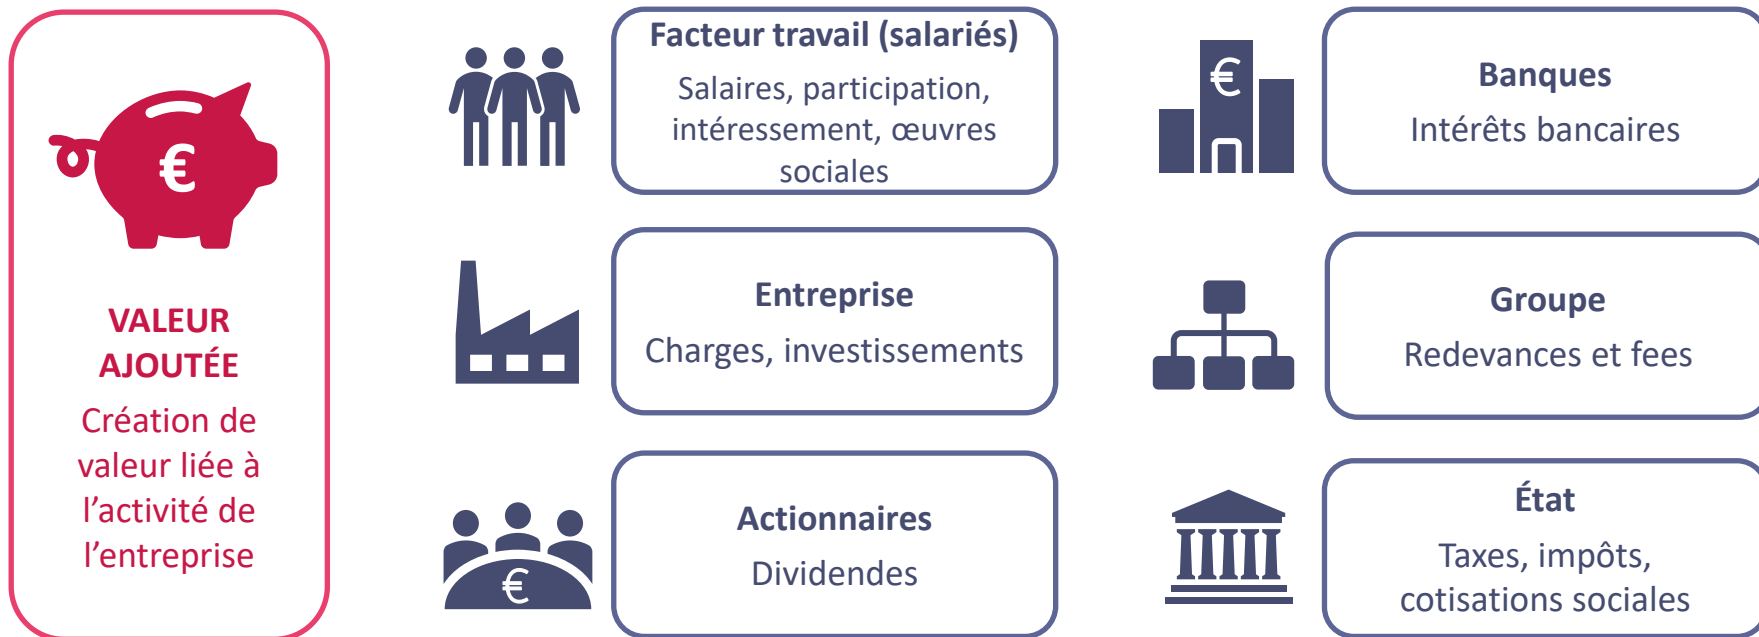 €
VALEUR
AJOUTÉE
Création de
valeur liée à
l’activité de
l’entreprise
Facteur travail (salariés)
Salaires, participation,
intéressement, œuvres
sociales
Entreprise
Charges, investissements
€
Actionnaires
Dividendes
€
Banques
Intérêts bancaires
Groupe
Redevances et fees
État
Taxes, impôts,
cotisations sociales